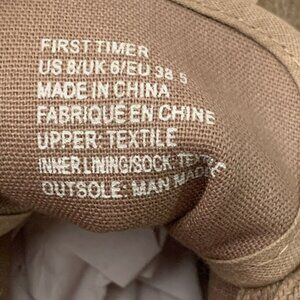 FIRST TIMER
US 8/UK 6/EU 38.5
MADE IN CHINA
FABRIQUE EN CHINE
UPPER: TEXTILE
INNER LINING/SOCK: TEXTILE
OUTSOLE: MAN MADE